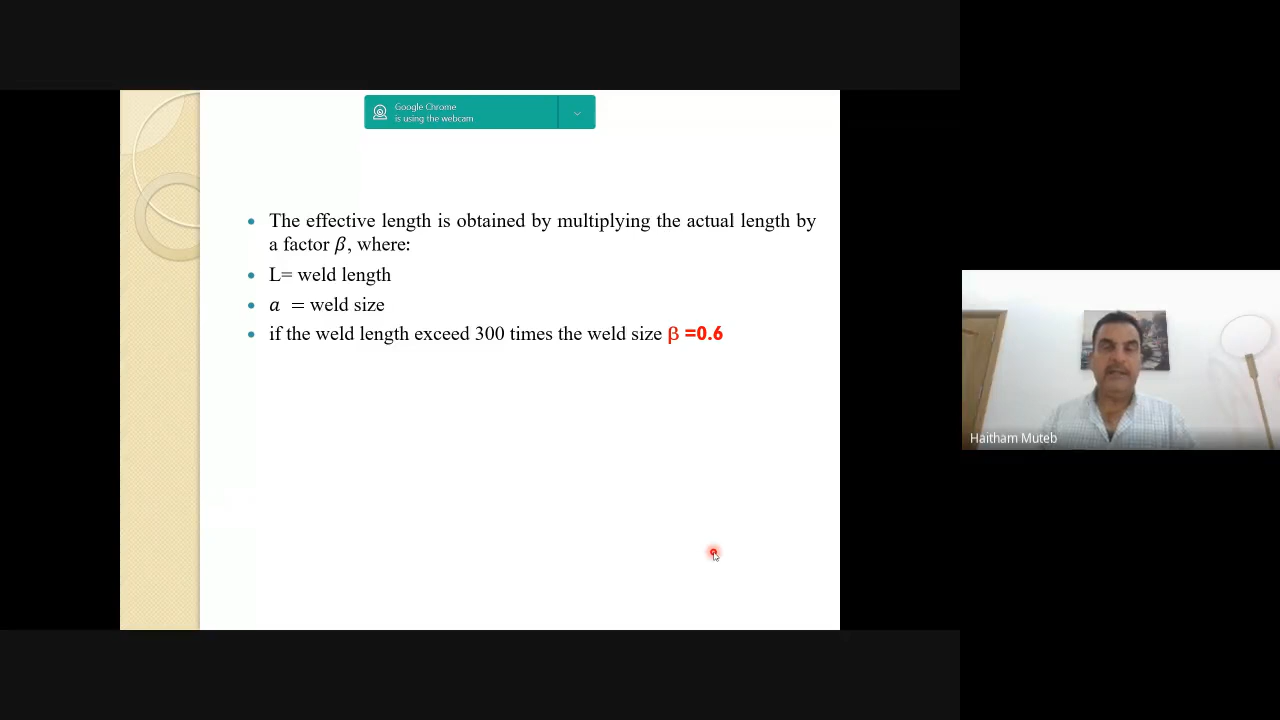 Google Chrome
is using the webcam
The effective length is obtained by multiplying the actual length by
a factor β, where:
L= weld length
a = weld size
if the weld length exceed 300 times the weld size β =0.6
Haitham Muteb